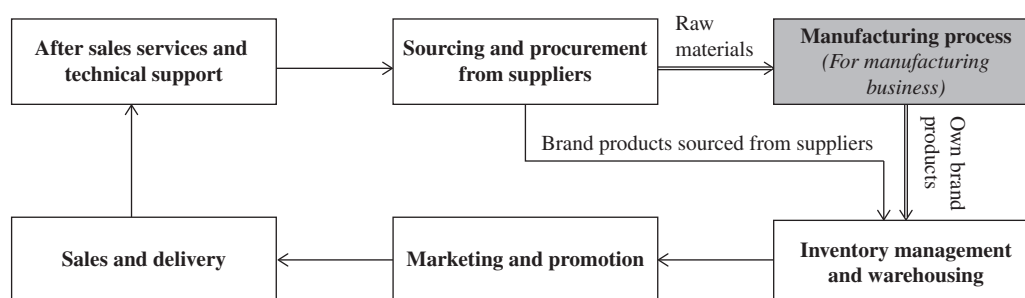 After sales services and
technical support
Sourcing and procurement
from suppliers
Raw
materials
Manufacturing process
(For manufacturing
business)
Brand products sourced from suppliers
Own brand
products
Sales and delivery
Marketing and promotion
Inventory management
and warehousing